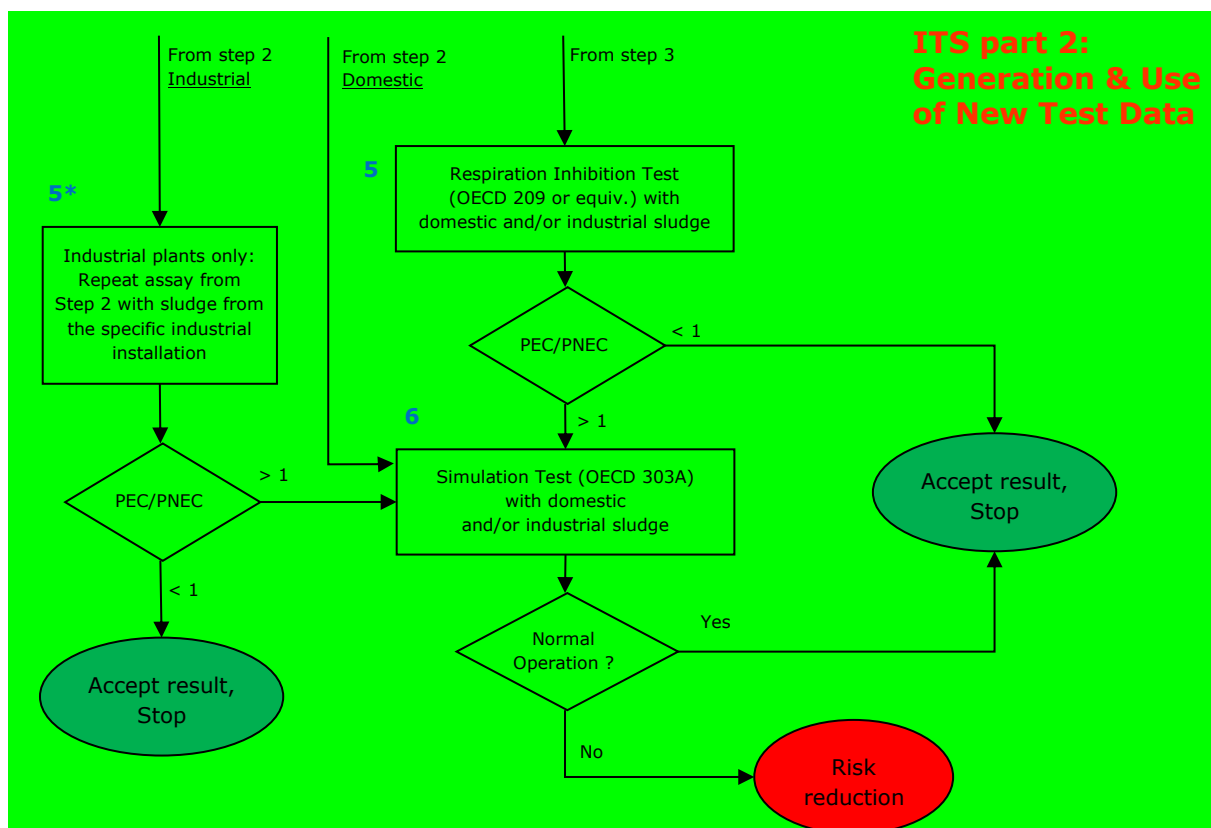 From step 2
Industrial
From step 2
Domestic
From step 3
ITS part 2:
Generation & Use
of New Test Data
5*
Industrial plants only:
Repeat assay from
Step 2 with sludge from
the specific industrial
installation
5
Respiration Inhibition Test
(OECD 209 or equiv.) with
domestic and/or industrial sludge
PEC/PNEC
< 1
> 1
6
PEC/PNEC
> 1
< 1
Simulation Test (OECD 303A)
with domestic
and/or industrial sludge
Accept result,
Stop
Normal
Operation ?
Yes
No
Accept result,
Stop
Risk
reduction